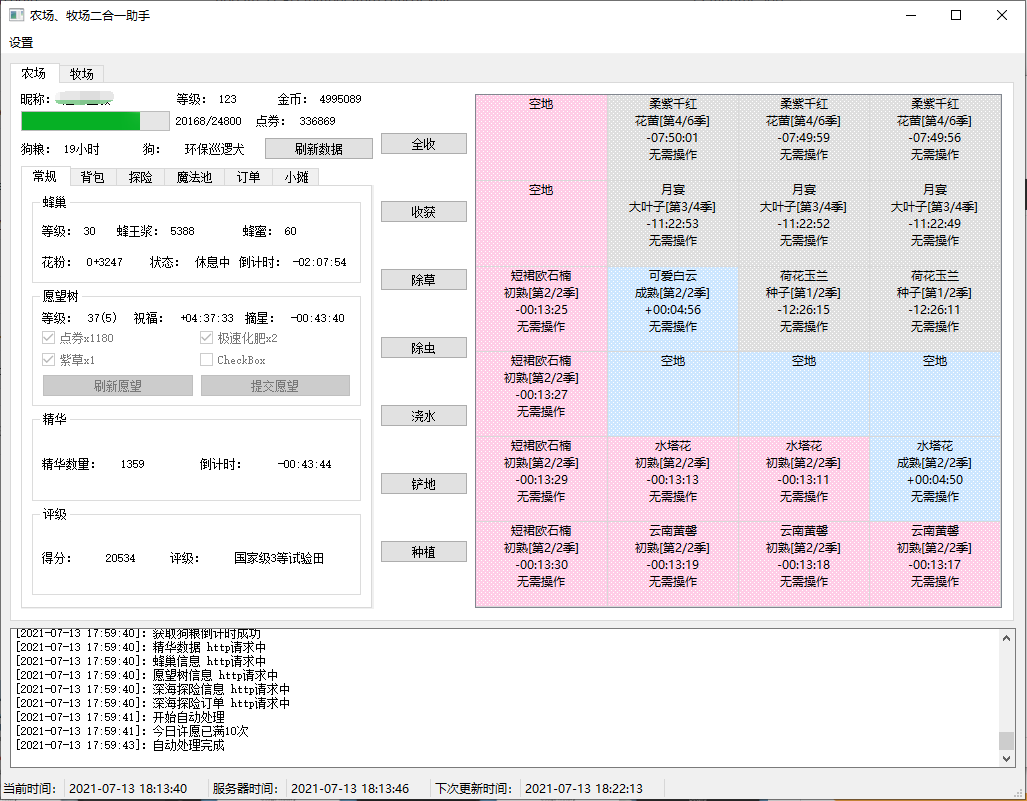 农场、牧场二合一助手
设置
农场 牧场
昵称： 等级： 123 金币： 4995089
20168/24800 点券： 336869
狗粮： 19小时 狗： 环保巡逻犬 刷新数据
常规 背包 探险 魔法池 订单 小摊
蜂巢
等级： 30 蜂王浆： 5388 蜂蜜： 60
花粉： 0+3247 状态： 休息中 倒计时： -02:07:54
愿望树
等级： 37(5) 祝福： +04:37:33 摘星： -00:43:40
点券x1180 极速化肥x2
紫草x1 CheckBox
刷新愿望 提交愿望
精华
精华数量： 1359 倒计时： -00:43:44
评级
得分： 20534 评级： 国家级3等试验田
全收
收获
除草
除虫
浇水
铲地
种植
空地 柔紫千红 柔紫千红 柔紫千红
花蕾[第4/6季] 花蕾[第4/6季] 花蕾[第4/6季]
-07:50:01 -07:49:59 -07:49:56
无需操作 无需操作 无需操作
空地 月宴 月宴 月宴
大叶子[第3/4季] 大叶子[第3/4季] 大叶子[第3/4季]
-11:22:53 -11:22:52 -11:22:49
无需操作 无需操作 无需操作
短裙欧石楠 可爱白云 荷花玉兰 荷花玉兰
初熟[第2/2季] 成熟[第2/2季] 种子[第1/2季] 种子[第1/2季]
-00:13:25 +00:04:56 -12:26:15 -12:26:11
无需操作 无需操作 无需操作 无需操作
短裙欧石楠 空地 空地 空地
初熟[第2/2季]
-00:13:27
无需操作
短裙欧石楠 水塔花 水塔花 水塔花
初熟[第2/2季] 初熟[第2/2季] 初熟[第2/2季] 成熟[第2/2季]
-00:13:29 -00:13:13 -00:13:11 +00:04:50
无需操作 无需操作 无需操作 无需操作
短裙欧石楠 云南黄馨 云南黄馨 云南黄馨
初熟[第2/2季] 初熟[第2/2季] 初熟[第2/2季] 初熟[第2/2季]
-00:13:30 -00:13:19 -00:13:18 -00:13:17
无需操作 无需操作 无需操作 无需操作
[2021-07-13 17:59:40]: 获取狗粮倒计时成功
[2021-07-13 17:59:40]: 精华数据 http请求中
[2021-07-13 17:59:40]: 蜂巢信息 http请求中
[2021-07-13 17:59:40]: 愿望树信息 http请求中
[2021-07-13 17:59:40]: 深海探险信息 http请求中
[2021-07-13 17:59:40]: 深海探险订单 http请求中
[2021-07-13 17:59:41]: 开始自动处理
[2021-07-13 17:59:41]: 今日许愿已满10次
[2021-07-13 17:59:43]: 自动处理完成
当前时间： 2021-07-13 18:13:40 服务器时间： 2021-07-13 18:13:46 下次更新时间： 2021-07-13 18:22:13